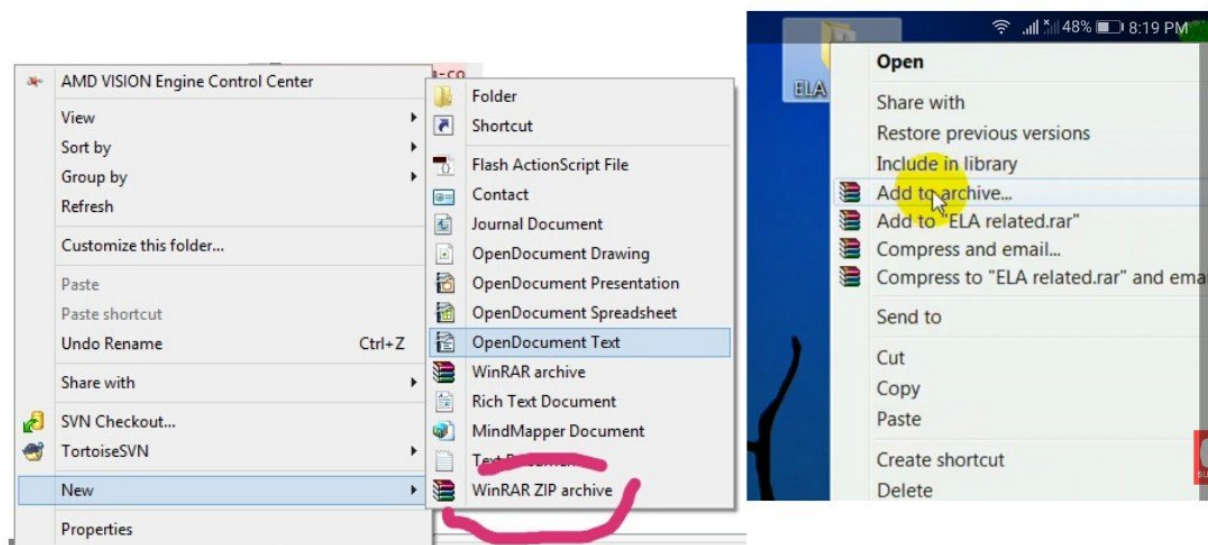 AMD VISION Engine Control Center
View
Sort by
Group by
Refresh
Customize this folder...
Paste
Paste shortcut
Undo Rename Ctrl+Z
Share with
SVN Checkout...
TortoiseSVN
New
Properties
Folder
Shortcut
Flash ActionScript File
Contact
Journal Document
OpenDocument Drawing
OpenDocument Presentation
OpenDocument Spreadsheet
OpenDocument Text
WinRAR archive
Rich Text Document
MindMapper Document
Text Document
WinRAR ZIP archive
48% 8:19 PM
ELA
Open
Share with
Restore previous versions
Include in library
Add to archive...
Add to "ELA related.rar"
Compress and email...
Compress to "ELA related.rar" and ema
Send to
Cut
Copy
Paste
Create shortcut
Delete